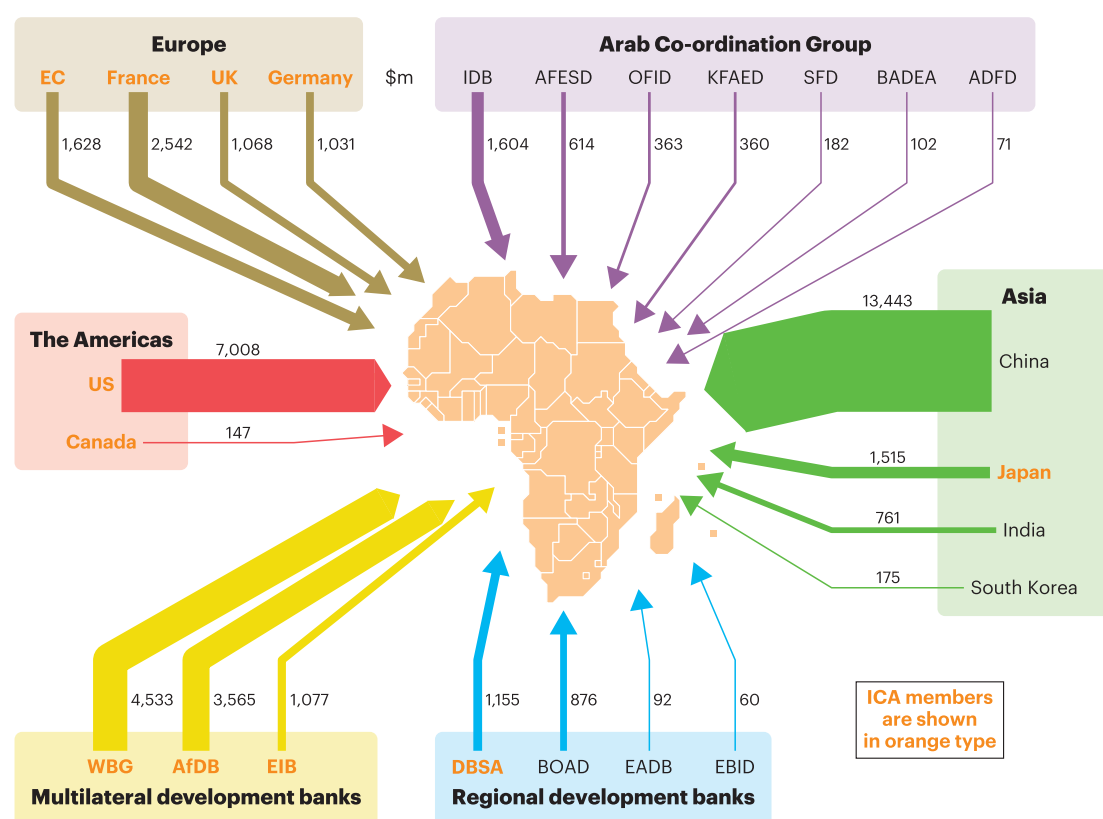 Europe
EC France UK Germany
$m
1,628 2,542 1,068 1,031
Arab Co-ordination Group
IDB AFESD OFID KFAED SFD BADEA ADFD
1,604 614 363 360 182 102 71
The Americas
US
7,008
Canada
147
Asia
13,443
China
1,515
Japan
761
India
175
South Korea
4,533 3,565 1,077
WBG AfDB EIB
Multilateral development banks
1,155 876 92 60
DBSA BOAD EADB EBID
Regional development banks
ICA members
are shown
in orange type